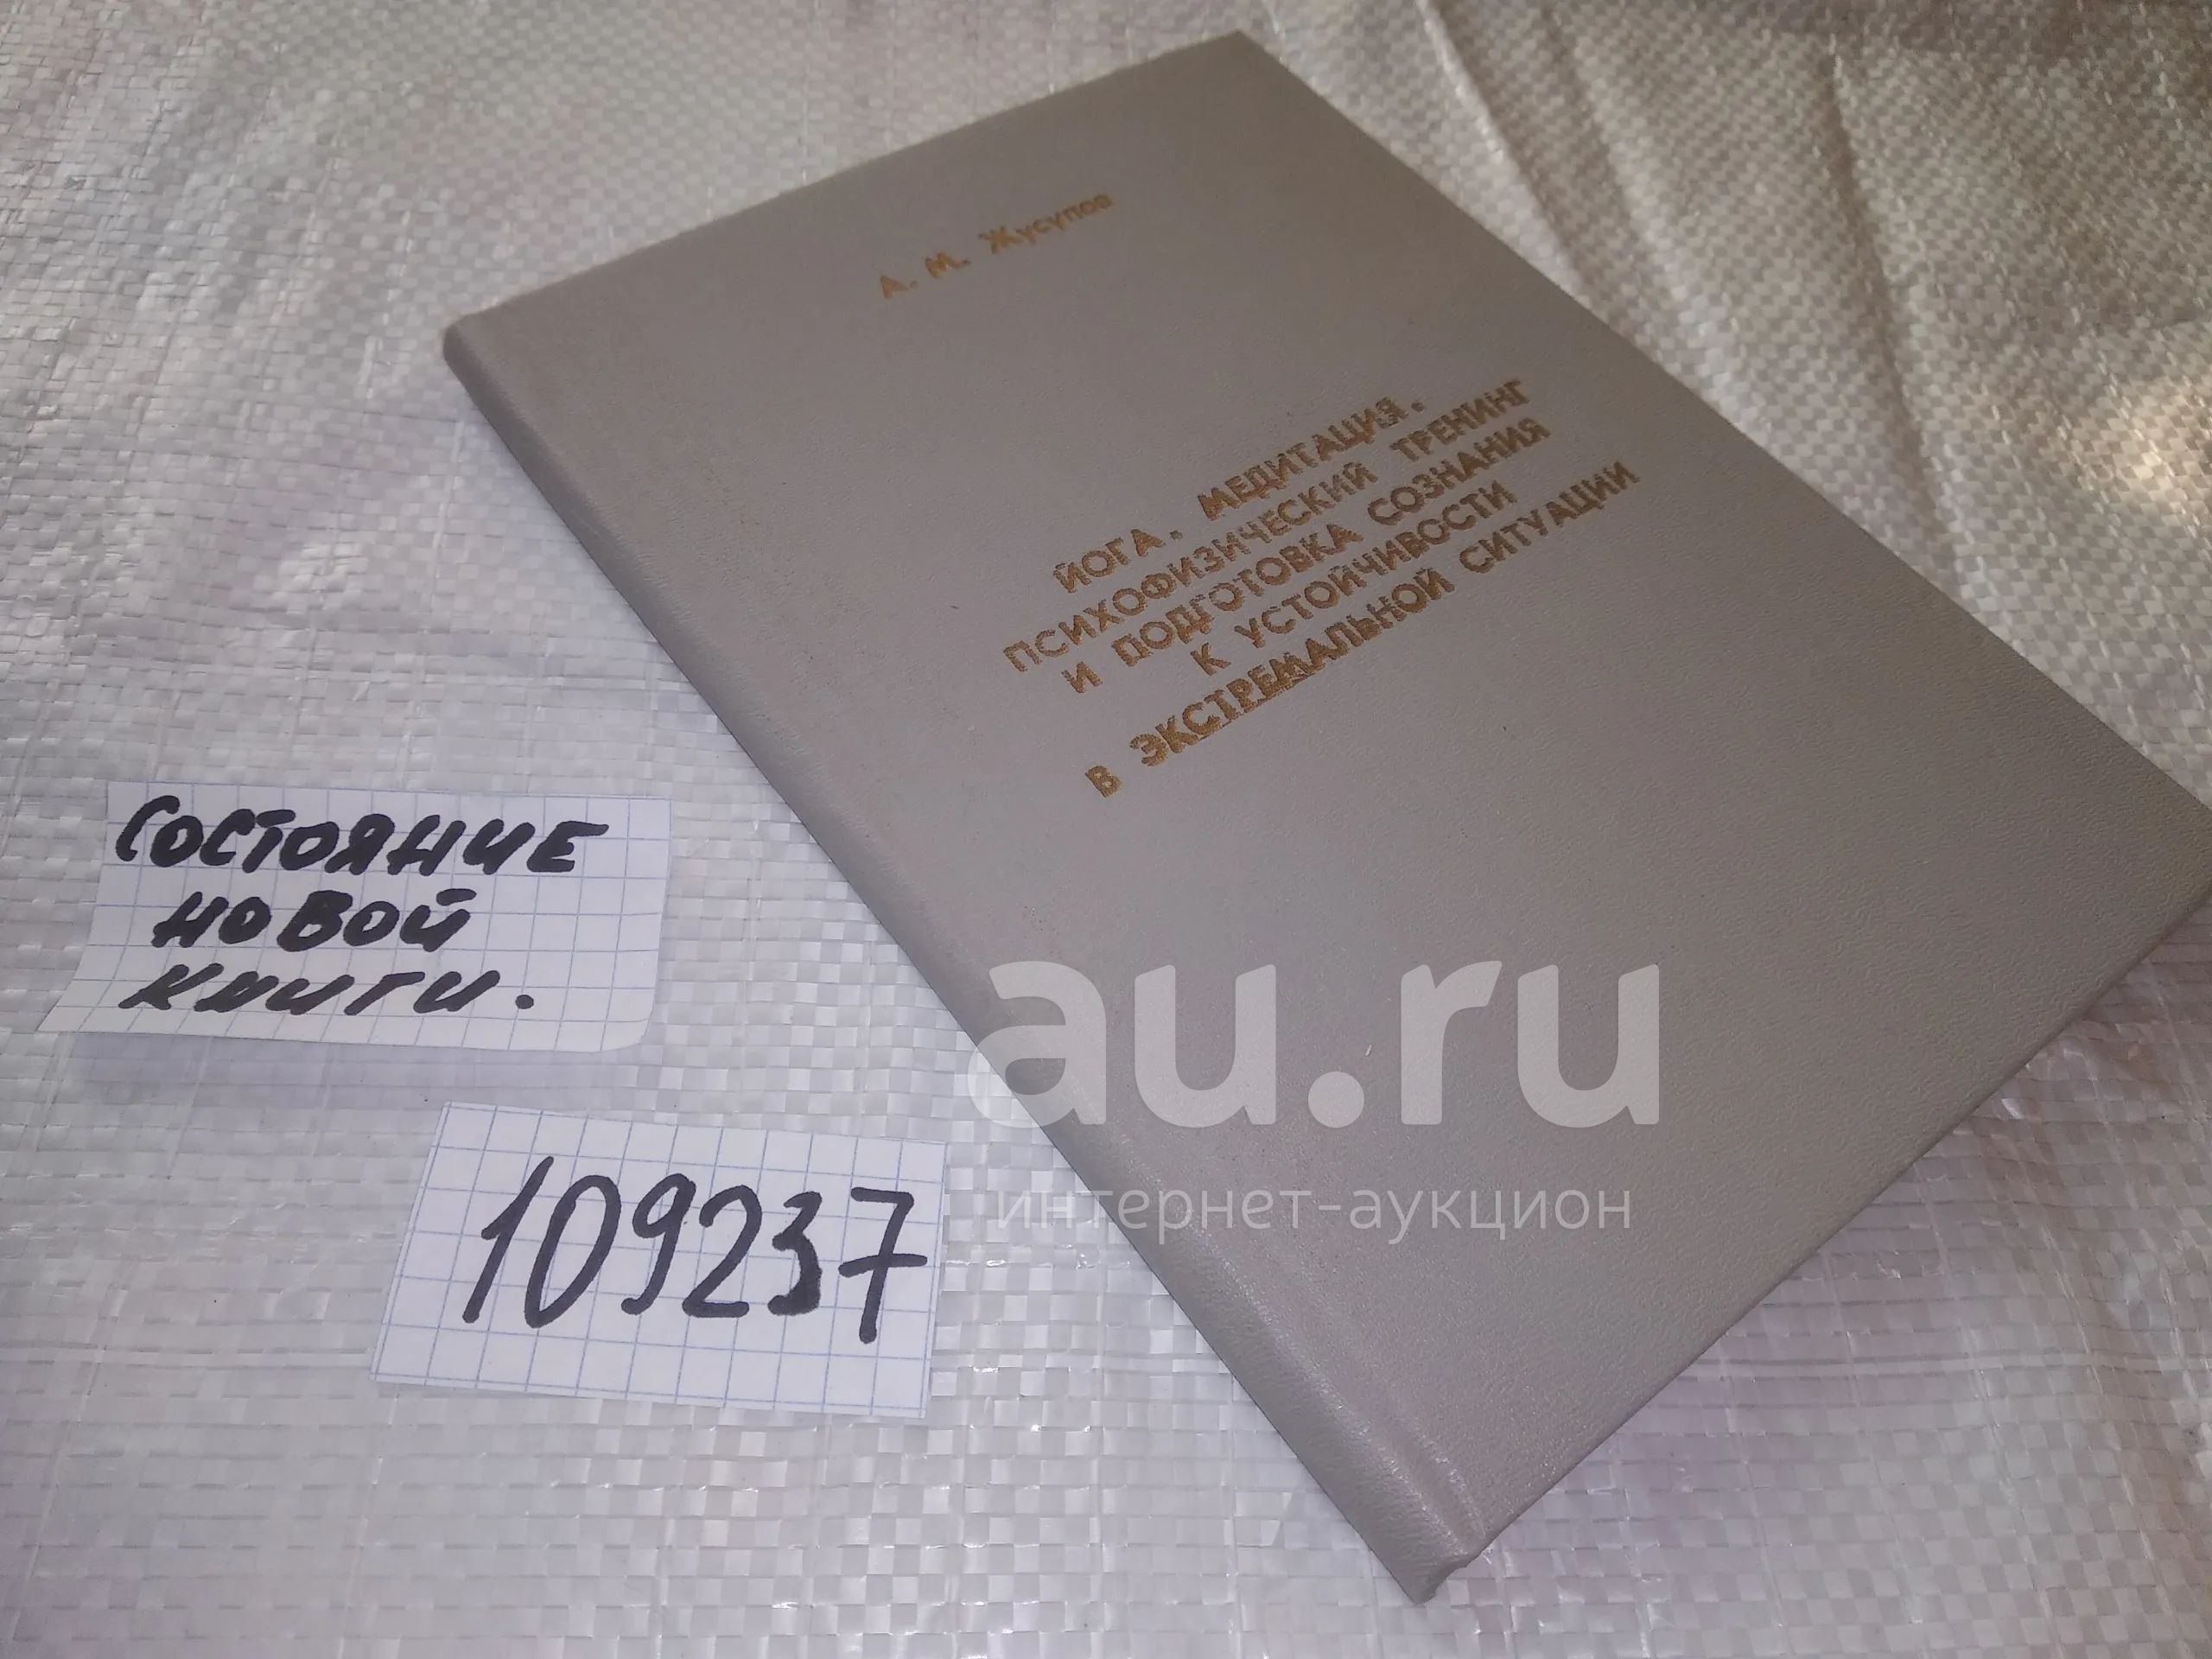 А. М. Жусупов
ЙОГА, МЕДИТАЦИЯ,
ПСИХОФИЗИЧЕСКИЙ ТРЕНИНГ
И ПОДГОТОВКА СОЗНАНИЯ
К УСТОЙЧИВОСТИ
В ЭКСТРЕМАЛЬНОЙ СИТУАЦИИ
СОСТОЯНИЕ
НОВОЙ
КНИГИ.
109237
au.ru
интернет-аукцион